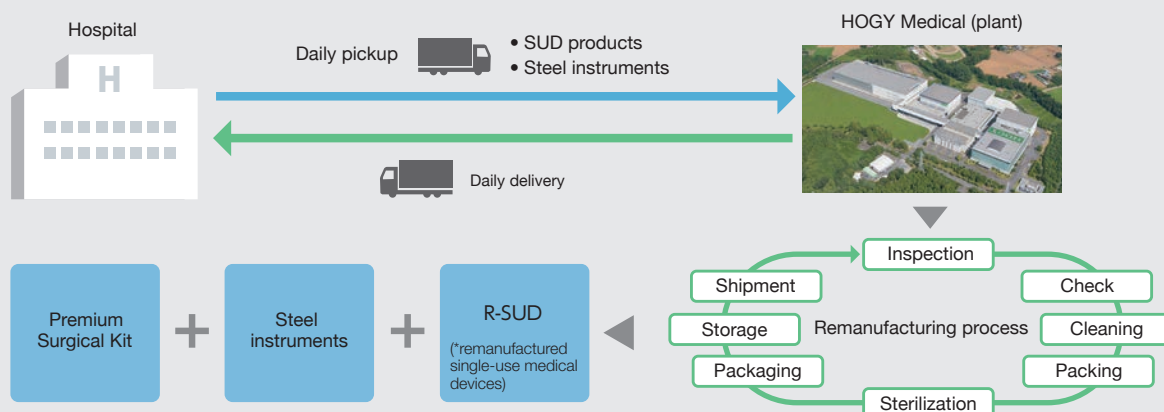 Hospital
H
Daily pickup
• SUD products
• Steel instruments
HOGY Medical (plant)
Daily delivery
Premium
Surgical Kit
+
Steel
instruments
+
R-SUD
(*remanufactured
single-use medical
devices)
Remanufacturing process
Inspection
Check
Cleaning
Packing
Sterilization
Packaging
Storage
Shipment